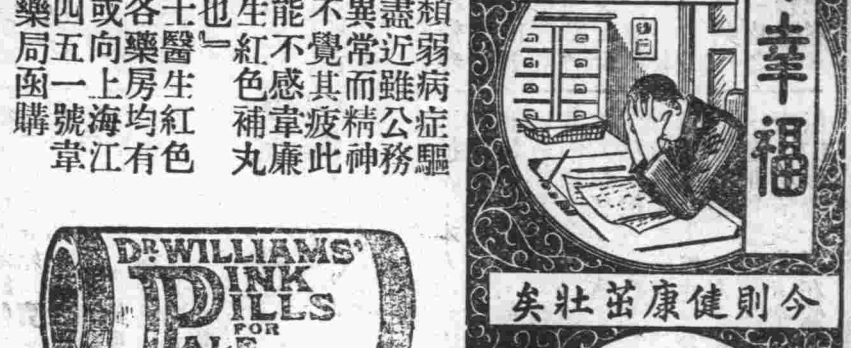 幸福
今則健康茁壯矣
頹弱病症驅
盡近雖公務
異常而精神
不覺其疲此
能不感韋廉
生紅色補丸
也』
士醫生紅色
各藥房均有
或向上海江
四五一號韋
藥局函購
DR. WILLIAMS'
PINK
PILLS
FOR
PALE